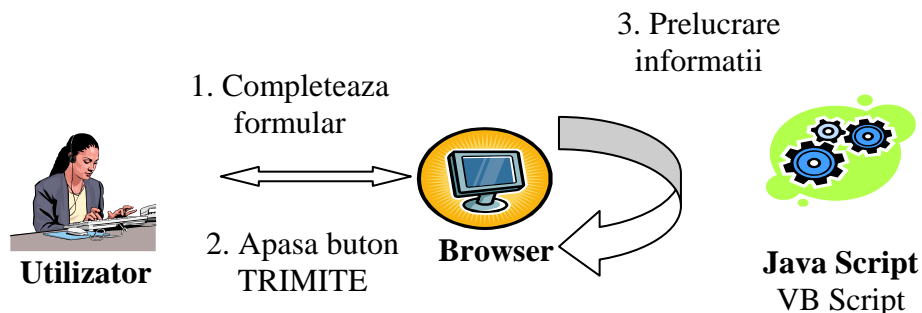 3. Prelucrare
informatii
1. Completeaza
formular
2. Apasa buton
TRIMITE
Utilizator
Browser
Java Script
VB Script